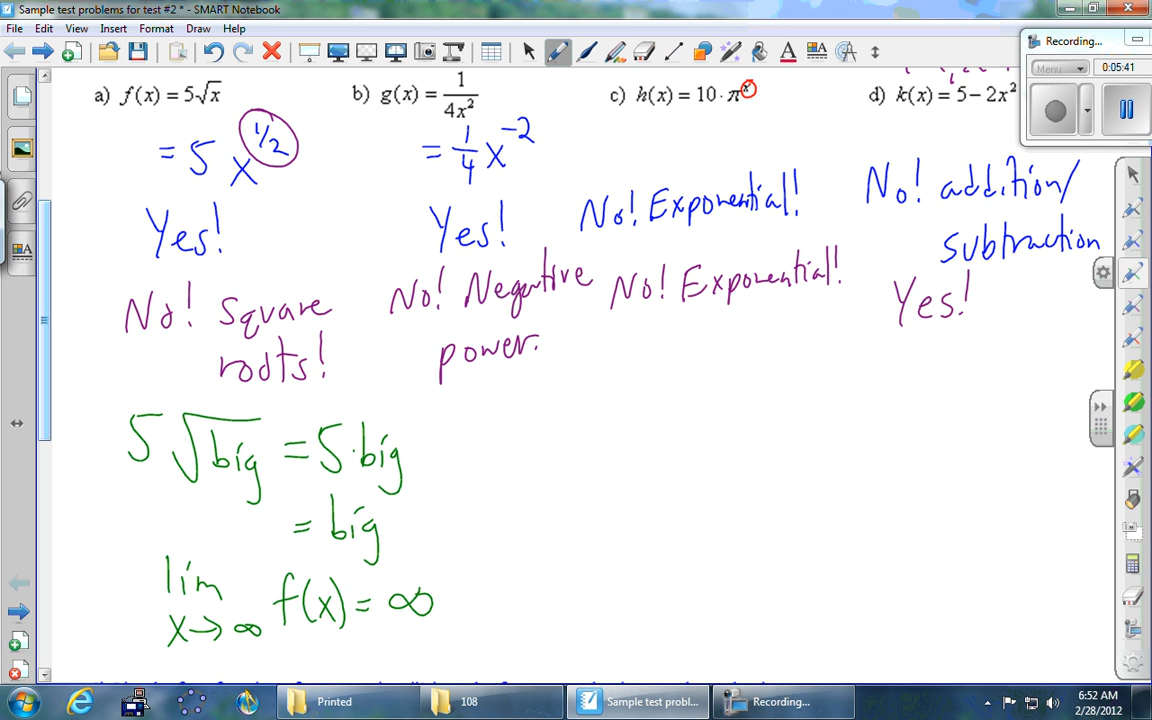 Sample test problems for test #2 * - SMART Notebook
File Edit View Insert Format Draw Help
Recording...
Menu
0:05:41
a) f(x) = 5√x b) g(x) = 1/4x² c) h(x) = 10 · πˣ d) k(x) = 5 − 2x²
= 5 x^1/2 = 1/4 x^−2
Yes! Yes! No! Exponential! No! addition/
subtraction
No! Square
roots!
No! Negative
power.
No! Exponential!
Yes!
5 √big = 5·big
= big
lim x→∞ f(x) = ∞
Printed 108 Sample test probl... Recording...
6:52 AM
2/28/2012